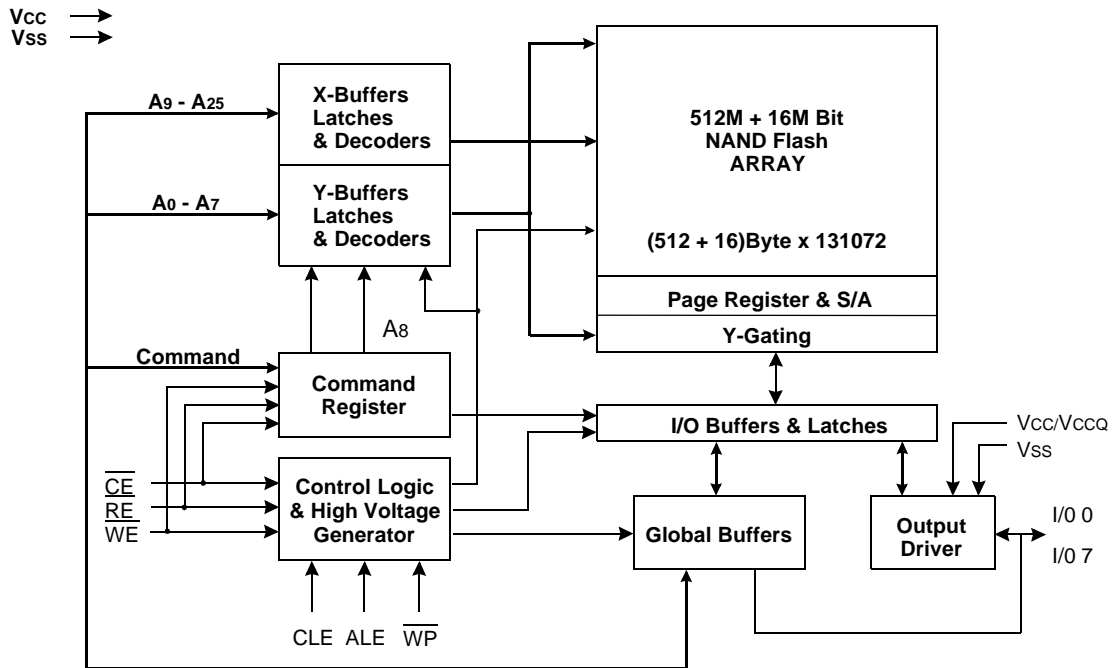 VCC
VSS
A9 - A25
X-Buffers
Latches
& Decoders
512M + 16M Bit
NAND Flash
ARRAY
A0 - A7
Y-Buffers
Latches
& Decoders
(512 + 16)Byte x 131072
Page Register & S/A
Y-Gating
A8
Command
Command
Register
I/O Buffers & Latches
VCC/VCCQ
VSS
CE
RE
WE
Control Logic
& High Voltage
Generator
Global Buffers
Output
Driver
I/0 0
I/0 7
CLE
ALE
WP